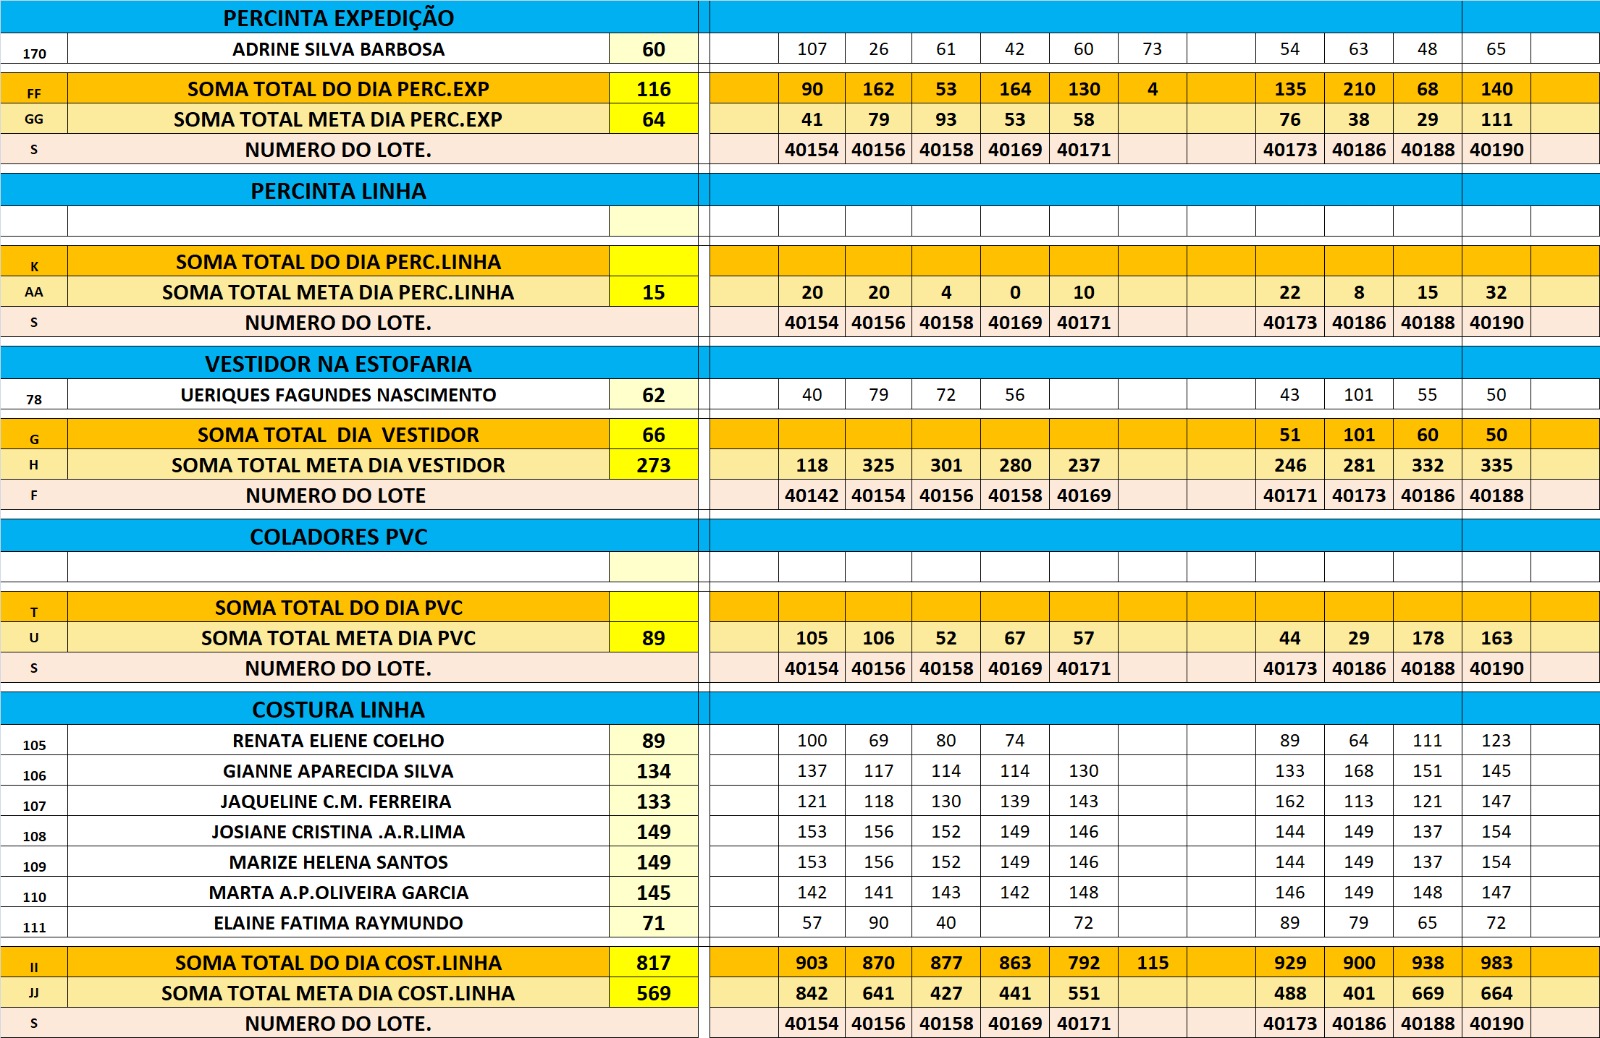 PERCINTA EXPEDIÇÃO
170 ADRINE SILVA BARBOSA 60 107 26 61 42 60 73 54 63 48 65
FF SOMA TOTAL DO DIA PERC.EXP 116 90 162 53 164 130 4 135 210 68 140
GG SOMA TOTAL META DIA PERC.EXP 64 41 79 93 53 58 76 38 29 111
S NUMERO DO LOTE. 40154 40156 40158 40169 40171 40173 40186 40188 40190
PERCINTA LINHA
K SOMA TOTAL DO DIA PERC.LINHA
AA SOMA TOTAL META DIA PERC.LINHA 15 20 20 4 0 10 22 8 15 32
S NUMERO DO LOTE. 40154 40156 40158 40169 40171 40173 40186 40188 40190
VESTIDOR NA ESTOFARIA
78 UERIQUES FAGUNDES NASCIMENTO 62 40 79 72 56 43 101 55 50
G SOMA TOTAL DIA VESTIDOR 66 51 101 60 50
H SOMA TOTAL META DIA VESTIDOR 273 118 325 301 280 237 246 281 332 335
F NUMERO DO LOTE 40142 40154 40156 40158 40169 40171 40173 40186 40188
COLADORES PVC
T SOMA TOTAL DO DIA PVC
U SOMA TOTAL META DIA PVC 89 105 106 52 67 57 44 29 178 163
S NUMERO DO LOTE. 40154 40156 40158 40169 40171 40173 40186 40188 40190
COSTURA LINHA
105 RENATA ELIENE COELHO 89 100 69 80 74 89 64 111 123
106 GIANNE APARECIDA SILVA 134 137 117 114 114 130 133 168 151 145
107 JAQUELINE C.M. FERREIRA 133 121 118 130 139 143 162 113 121 147
108 JOSIANE CRISTINA .A.R.LIMA 149 153 156 152 149 146 144 149 137 154
109 MARIZE HELENA SANTOS 149 153 156 152 149 146 144 149 137 154
110 MARTA A.P.OLIVEIRA GARCIA 145 142 141 143 142 148 146 149 148 147
111 ELAINE FATIMA RAYMUNDO 71 57 90 40 72 89 79 65 72
II SOMA TOTAL DO DIA COST.LINHA 817 903 870 877 863 792 115 929 900 938 983
JJ SOMA TOTAL META DIA COST.LINHA 569 842 641 427 441 551 488 401 669 664
S NUMERO DO LOTE. 40154 40156 40158 40169 40171 40173 40186 40188 40190